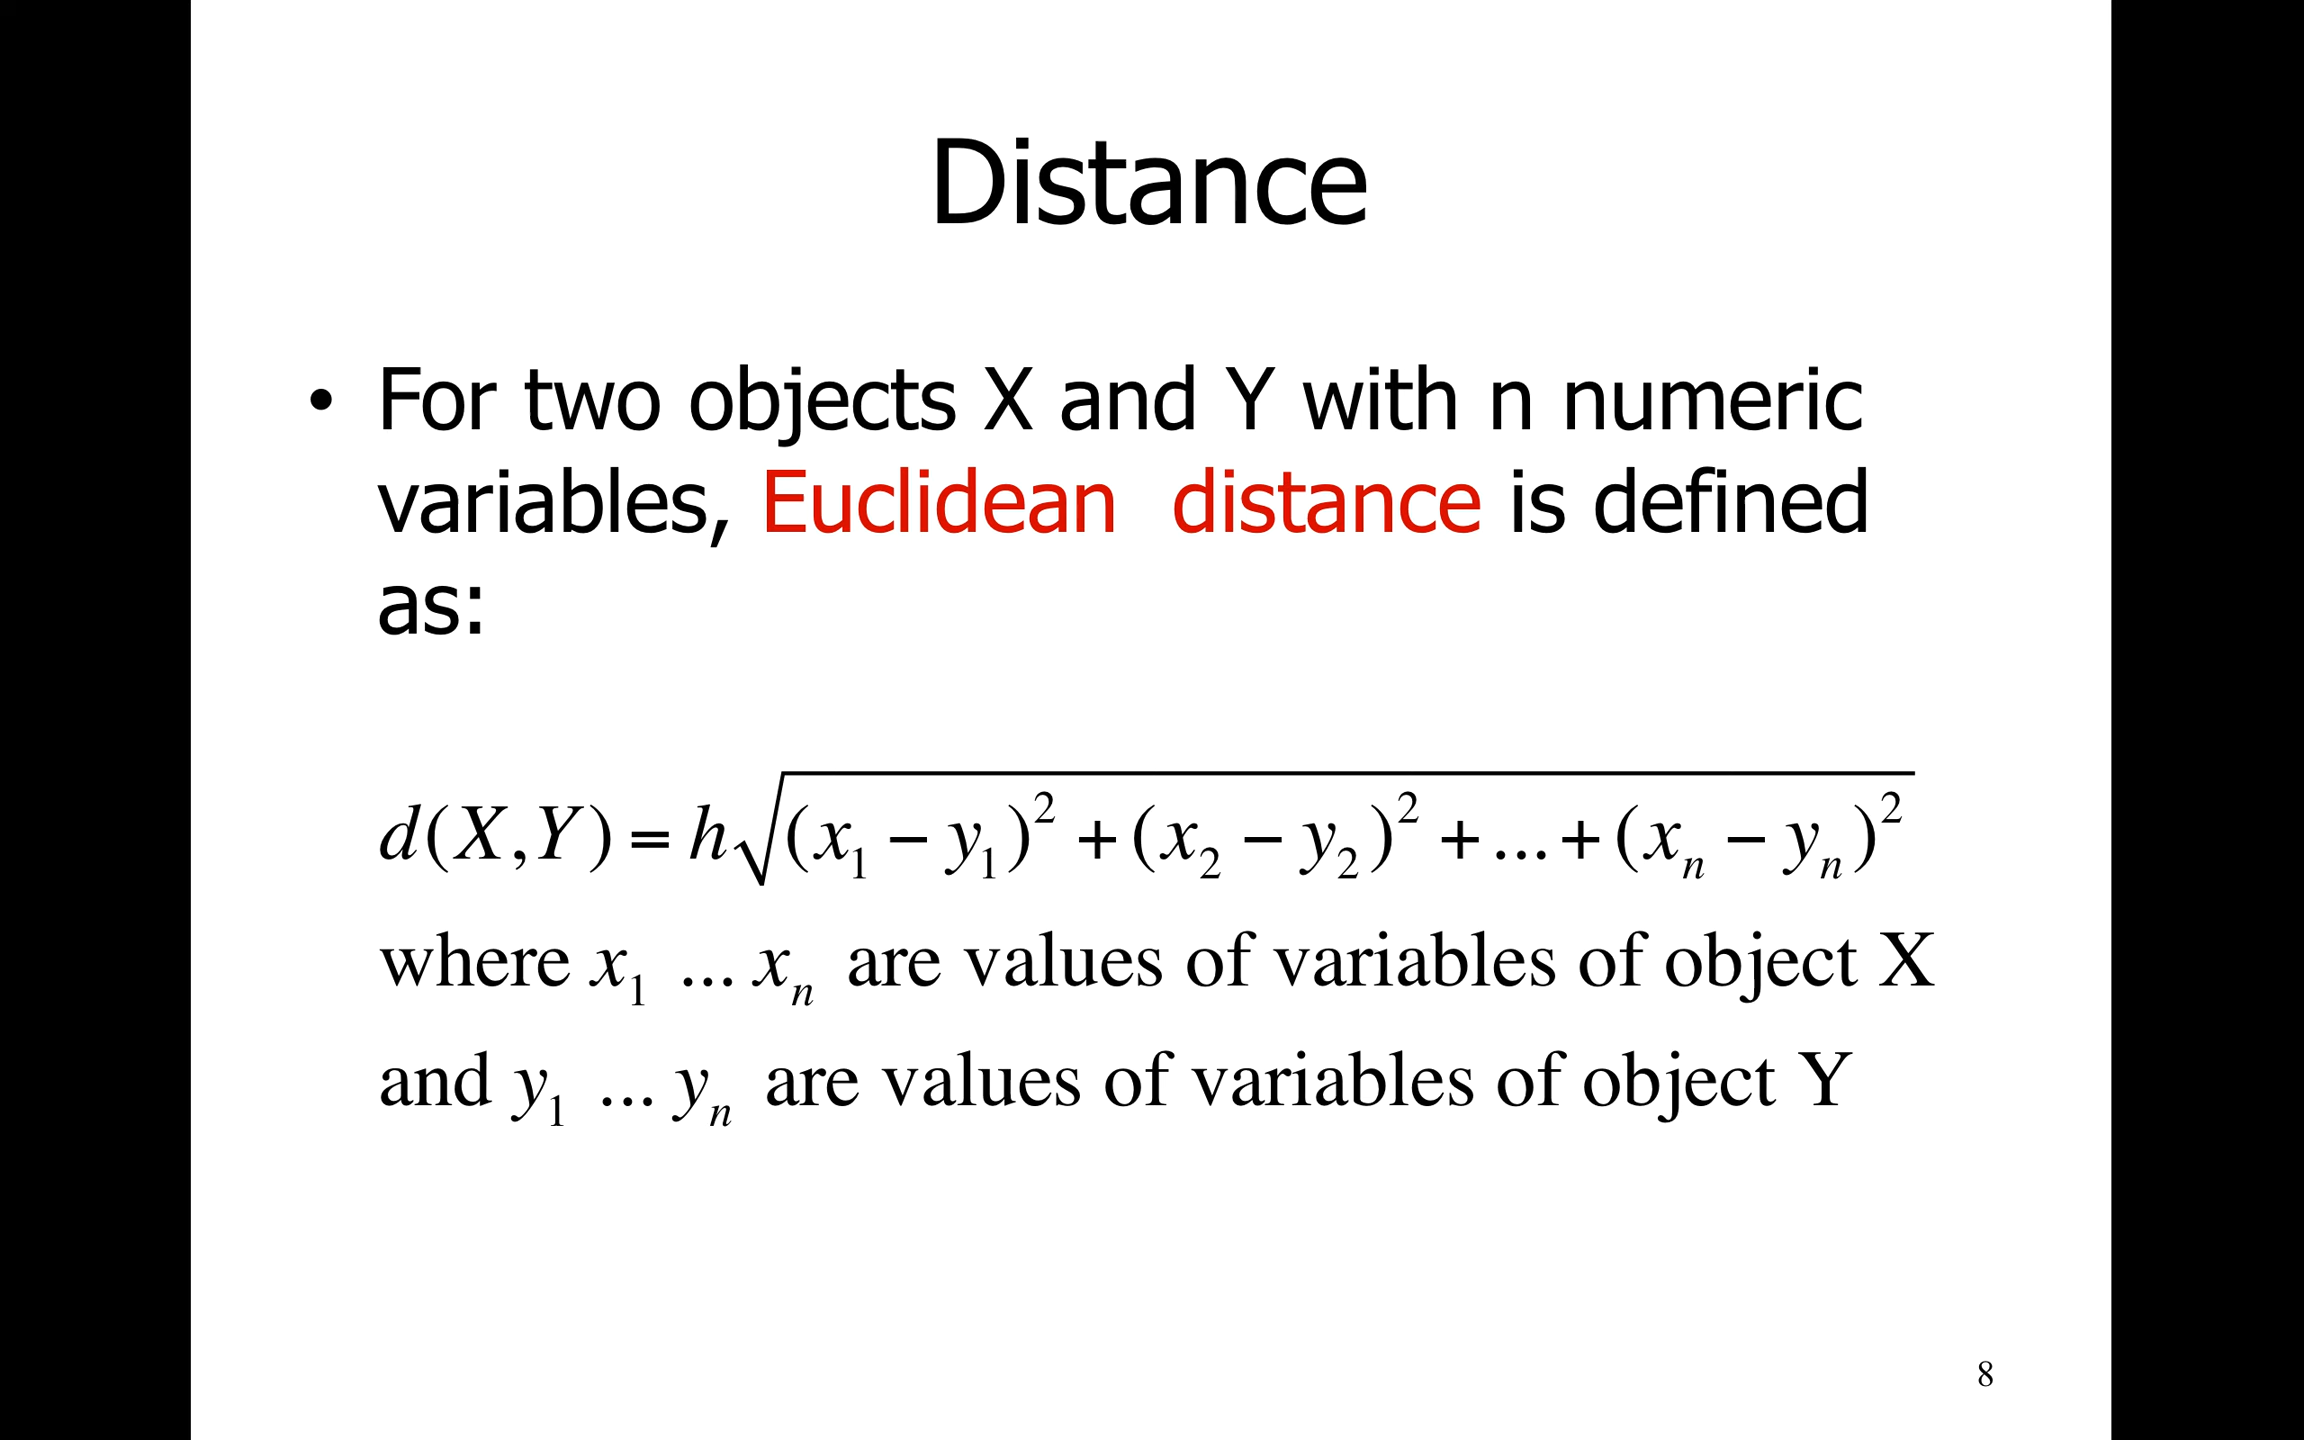 Distance
• For two objects X and Y with n numeric
variables, Euclidean  distance is defined
as:
d(X,Y) = h√(x₁ − y₁)² + (x₂ − y₂)² + ... + (xₙ − yₙ)²
where x₁ ... xₙ are values of variables of object X
and y₁ ... yₙ are values of variables of object Y
8